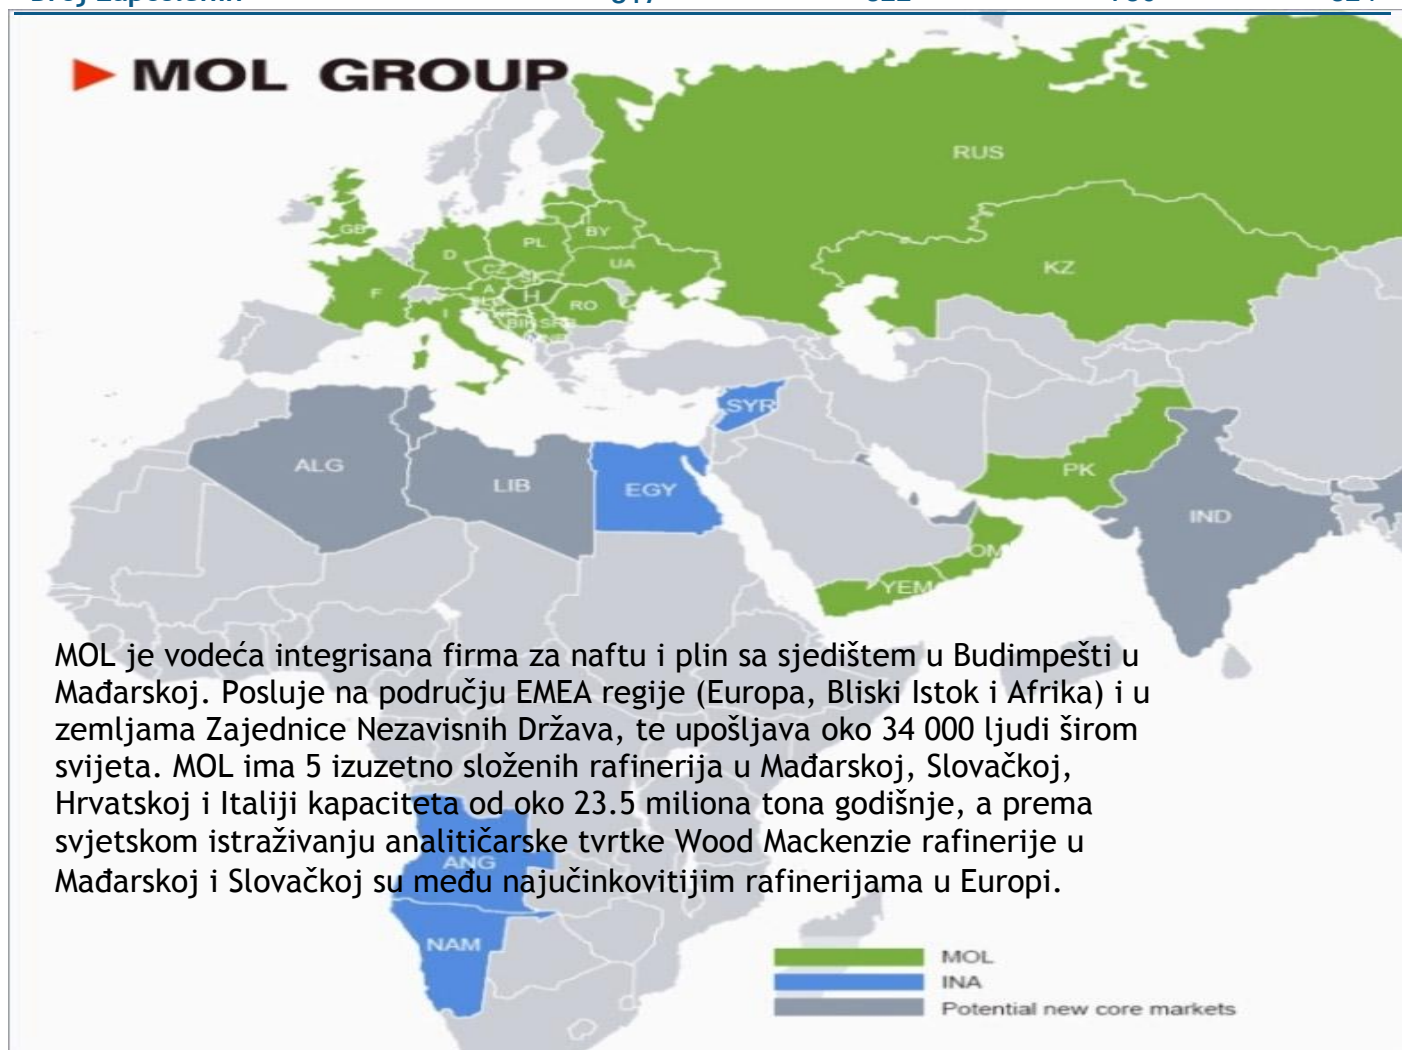 MOL GROUP
RUS
GB
PL
BY
D
KZ
UA
CZ
F
A
H
RO
I
SYR
ALG
PK
LIB
EGY
IND
OM
YEM
MOL je vodeća integrisana firma za naftu i plin sa sjedištem u Budimpešti u
Mađarskoj. Posluje na području EMEA regije (Europa, Bliski Istok i Afrika) i u
zemljama Zajednice Nezavisnih Država, te upošljava oko 34 000 ljudi širom
svijeta. MOL ima 5 izuzetno složenih rafinerija u Mađarskoj, Slovačkoj,
Hrvatskoj i Italiji kapaciteta od oko 23.5 miliona tona godišnje, a prema
svjetskom istraživanju analitičarske tvrtke Wood Mackenzie rafinerije u
ANG
Mađarskoj i Slovačkoj su među najučinkovitijim rafinerijama u Europi.
NAM
MOL
INA
Potential new core markets